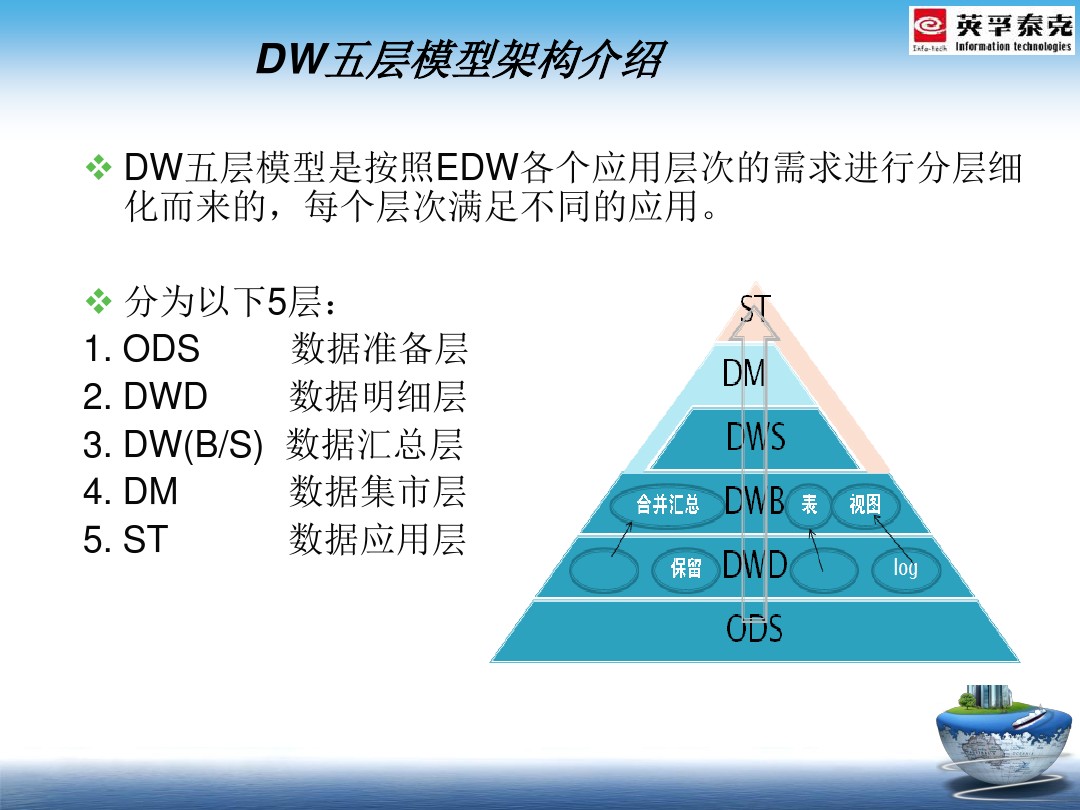 DW五层模型架构介绍
英孚泰克
Info-tech Information technologies
DW五层模型是按照EDW各个应用层次的需求进行分层细
化而来的，每个层次满足不同的应用。
分为以下5层：
1. ODS 数据准备层
2. DWD 数据明细层
3. DW(B/S) 数据汇总层
4. DM 数据集市层
5. ST 数据应用层
ST
DM
DWS
合并汇总 DWB 表 视图
保留 DWD log
ODS